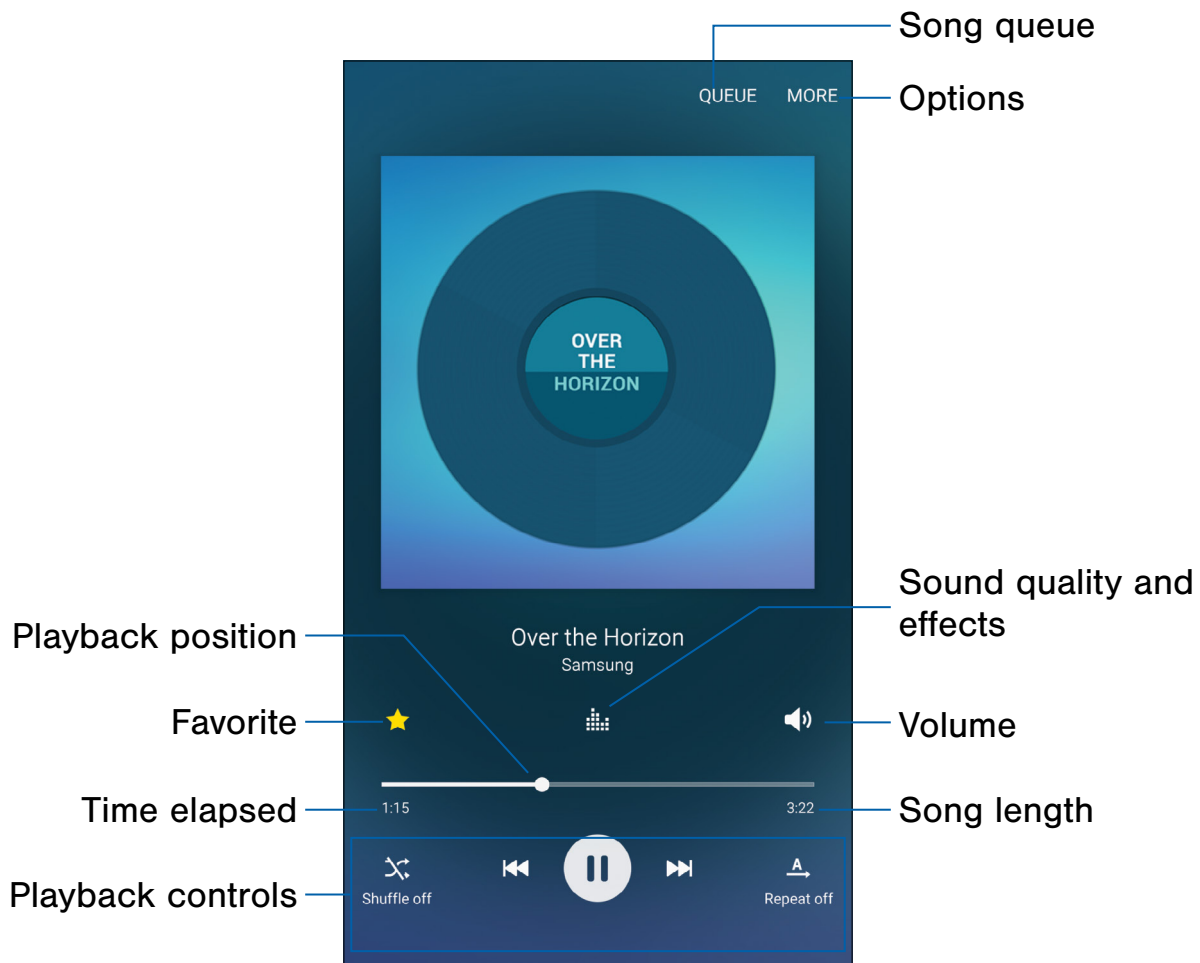 Song queue
QUEUE MORE
Options
OVER
THE
HORIZON
Sound quality and
effects
Playback position
Over the Horizon
Samsung
Favorite
Volume
Time elapsed
1:15
3:22
Song length
Playback controls
Shuffle off
A
Repeat off